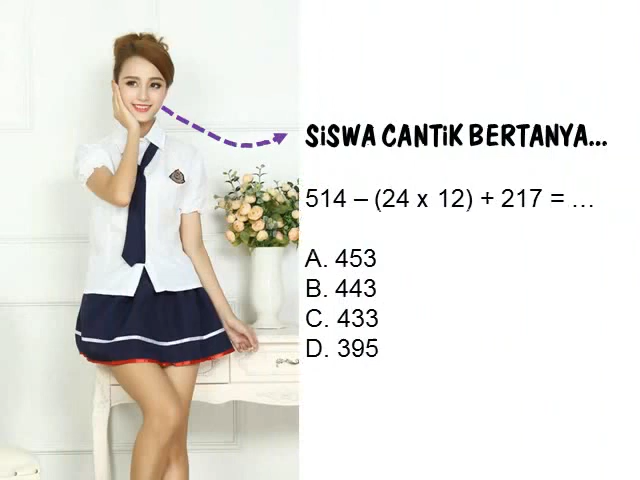 SISWA CANTIK BERTANYA...
514 – (24 x 12) + 217 = ...
A. 453
B. 443
C. 433
D. 395